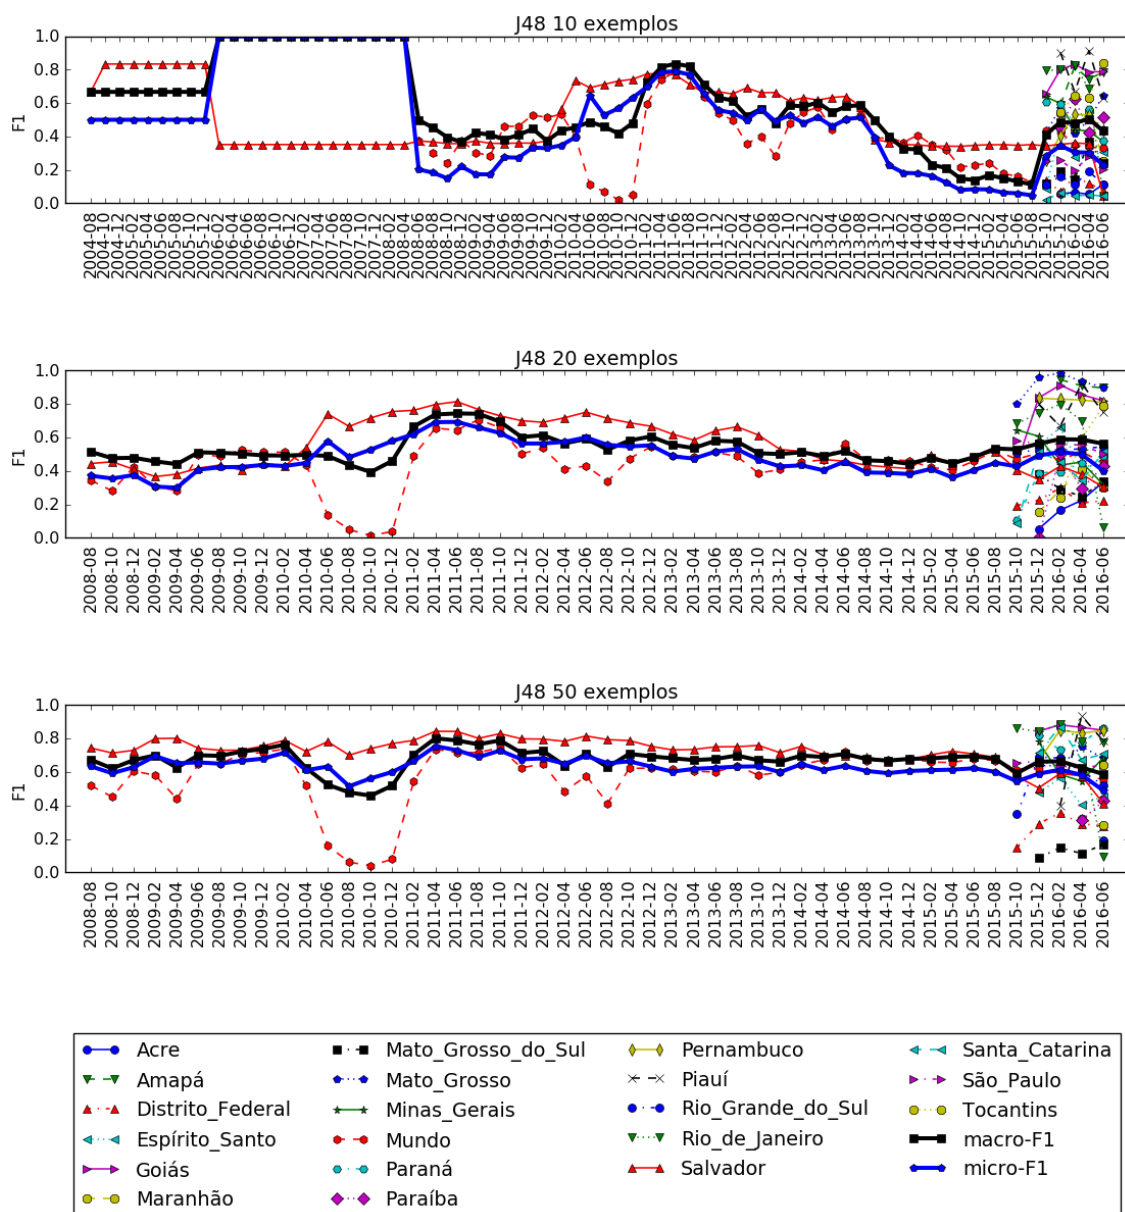 J48 10 exemplos
F1
1.0
0.8
0.6
0.4
0.2
0.0
2004-08 2004-10 2004-12 2005-02 2005-04 2005-06 2005-08 2005-10 2005-12 2006-02 2006-04 2006-06 2006-08 2006-10 2006-12 2007-02 2007-04 2007-06 2007-08 2007-10 2007-12 2008-02 2008-04 2008-06 2008-08 2008-10 2008-12 2009-02 2009-04 2009-06 2009-08 2009-10 2009-12 2010-02 2010-04 2010-06 2010-08 2010-10 2010-12 2011-02 2011-04 2011-06 2011-08 2011-10 2011-12 2012-02 2012-04 2012-06 2012-08 2012-10 2012-12 2013-02 2013-04 2013-06 2013-08 2013-10 2013-12 2014-02 2014-04 2014-06 2014-08 2014-10 2014-12 2015-02 2015-04 2015-06 2015-08 2015-10 2015-12 2016-02 2016-04 2016-06
J48 20 exemplos
F1
1.0
0.8
0.6
0.4
0.2
0.0
2008-08 2008-10 2008-12 2009-02 2009-04 2009-06 2009-08 2009-10 2009-12 2010-02 2010-04 2010-06 2010-08 2010-10 2010-12 2011-02 2011-04 2011-06 2011-08 2011-10 2011-12 2012-02 2012-04 2012-06 2012-08 2012-10 2012-12 2013-02 2013-04 2013-06 2013-08 2013-10 2013-12 2014-02 2014-04 2014-06 2014-08 2014-10 2014-12 2015-02 2015-04 2015-06 2015-08 2015-10 2015-12 2016-02 2016-04 2016-06
J48 50 exemplos
F1
1.0
0.8
0.6
0.4
0.2
0.0
2008-08 2008-10 2008-12 2009-02 2009-04 2009-06 2009-08 2009-10 2009-12 2010-02 2010-04 2010-06 2010-08 2010-10 2010-12 2011-02 2011-04 2011-06 2011-08 2011-10 2011-12 2012-02 2012-04 2012-06 2012-08 2012-10 2012-12 2013-02 2013-04 2013-06 2013-08 2013-10 2013-12 2014-02 2014-04 2014-06 2014-08 2014-10 2014-12 2015-02 2015-04 2015-06 2015-08 2015-10 2015-12 2016-02 2016-04 2016-06
Acre
Amapá
Distrito_Federal
Espírito_Santo
Goiás
Maranhão
Mato_Grosso_do_Sul
Mato_Grosso
Minas_Gerais
Mundo
Paraná
Paraíba
Pernambuco
Piauí
Rio_Grande_do_Sul
Rio_de_Janeiro
Salvador
Santa_Catarina
São_Paulo
Tocantins
macro-F1
micro-F1